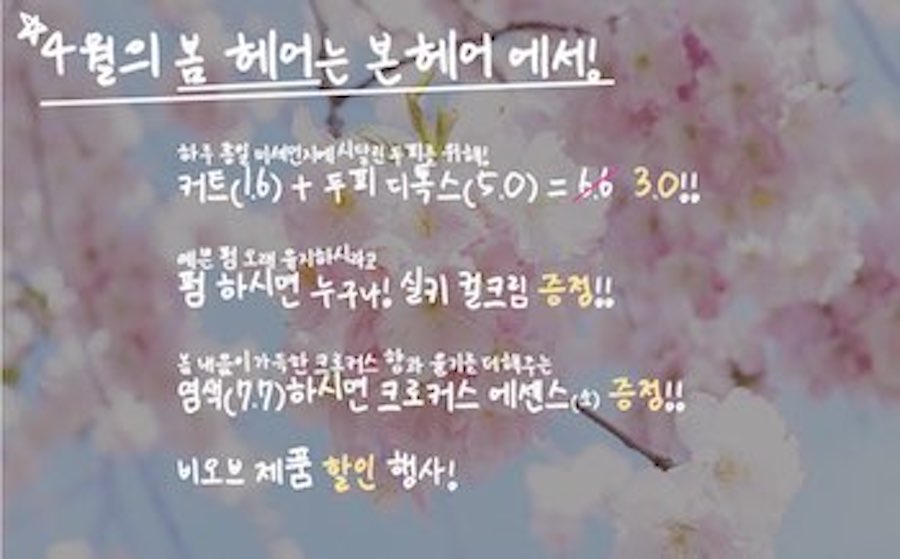 4월의 봄 헤어는 본헤어 에서!
하루 종일 미세먼지에 시달린 두피를 위해!
커트(1.6) + 두피 디톡스(5.0) = 6.6 3.0!!
예쁜 펌 오래 유지하시라고
펌 하시면 누구나! 실키 컬크림 증정!!
봄 내음이 가득한 크로커스 향과 윤기를 더해주는
염색(7.7)하시면 크로커스 에센스(소) 증정!!
비오브 제품 할인 행사!